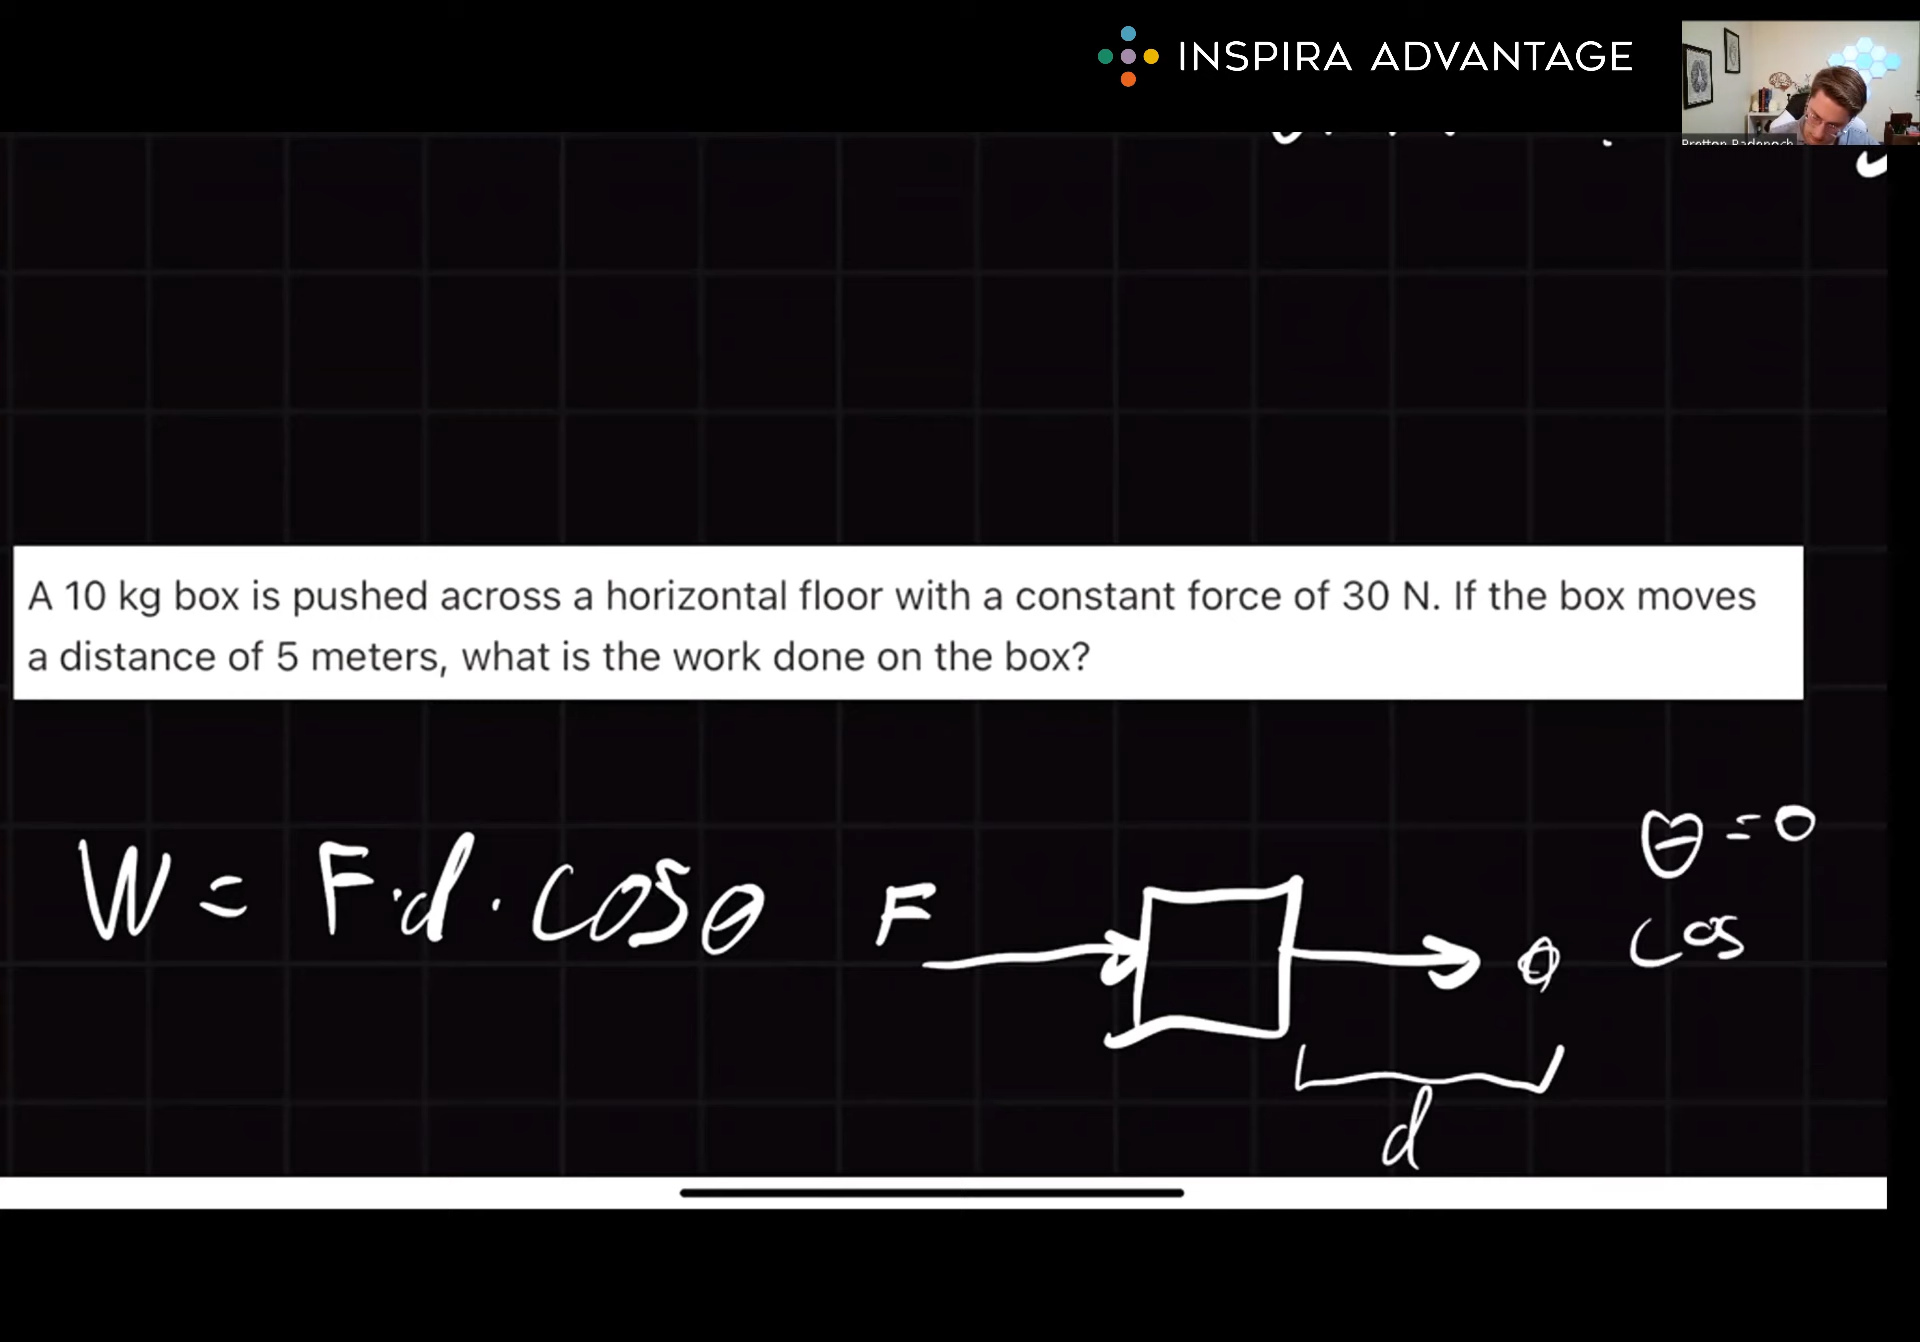 INSPIRA ADVANTAGE
A 10 kg box is pushed across a horizontal floor with a constant force of 30 N. If the box moves
a distance of 5 meters, what is the work done on the box?
W = F·d · cosθ
F
θ
θ = 0
cos
d